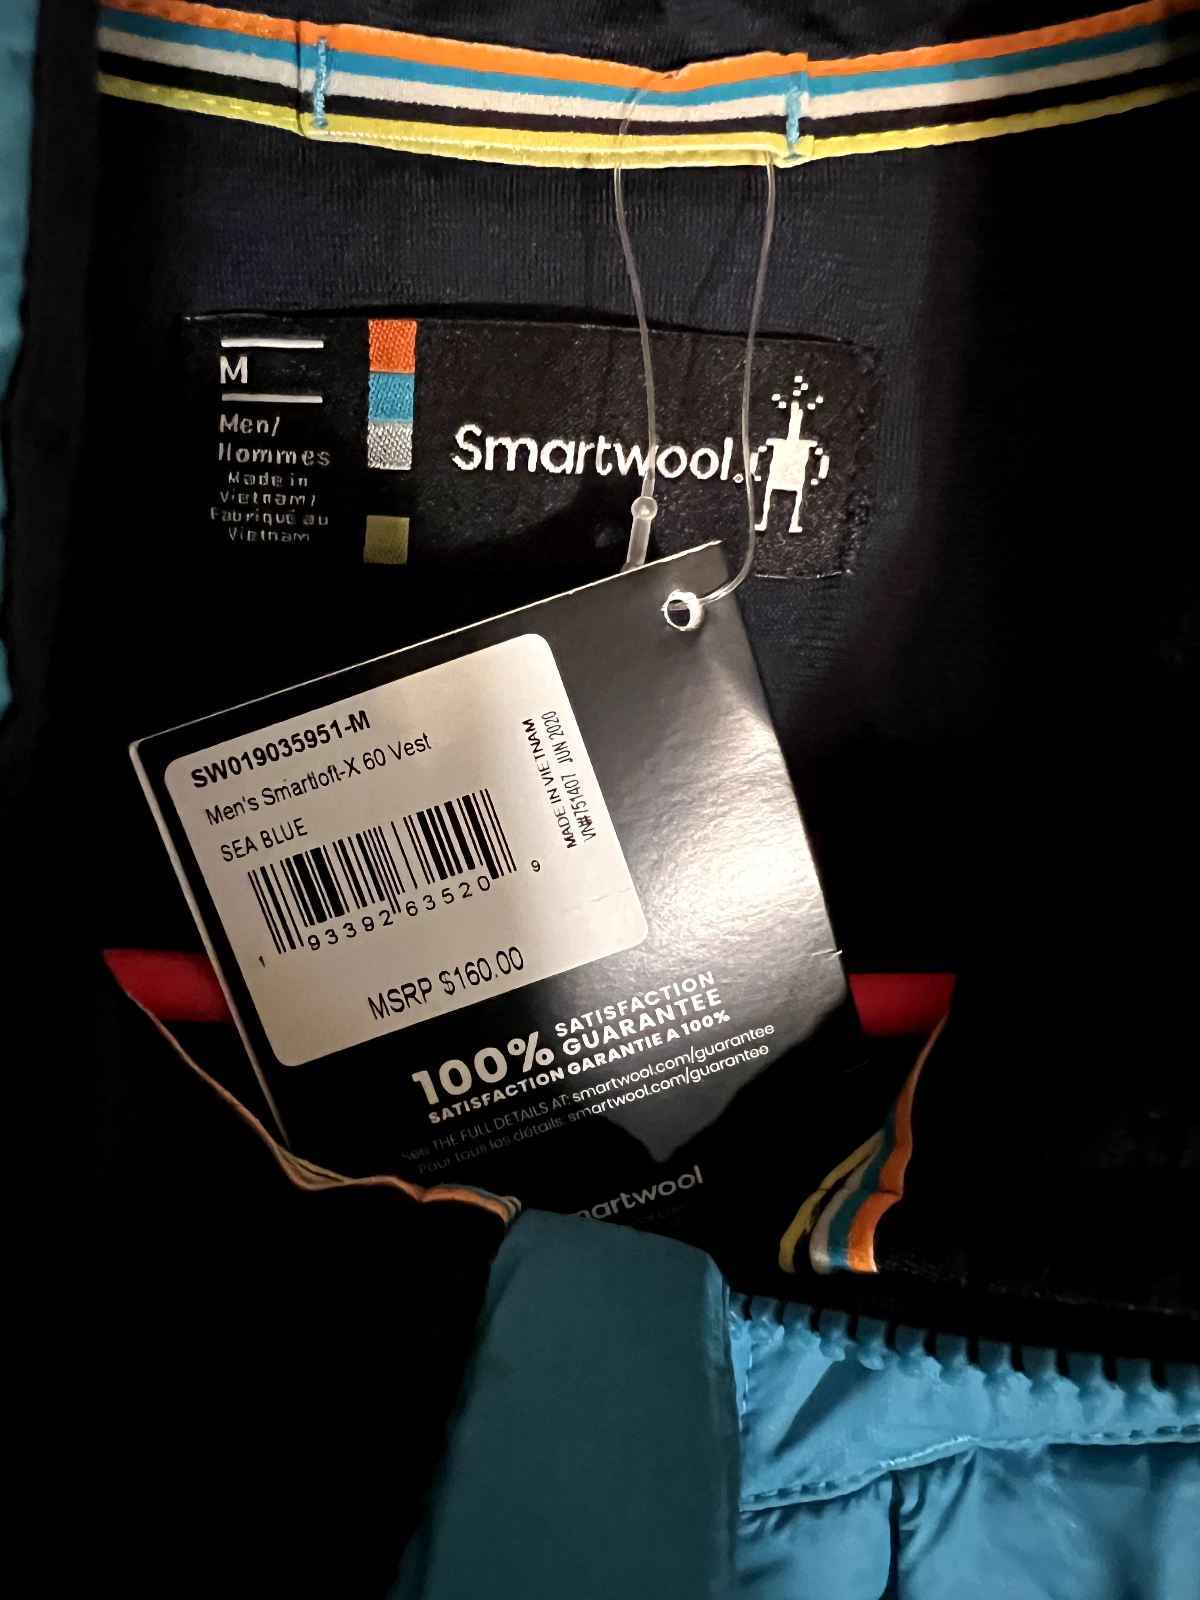 M
Men/
Hommes
Made in
Vietnam/
Fabriqué au
Vietnam
Smartwool®
SW019035951-M
Men's Smartloft-X 60 Vest
SEA BLUE
MADE IN VIETNAM
VN#751407 JUN 2020
1 93392 63520 9
MSRP $160.00
100% SATISFACTION
GUARANTEE
SATISFACTION GARANTIE A 100%
See THE FULL DETAILS AT: smartwool.com/guarantee
Pour tous les détails: smartwool.com/guarantee
martwool